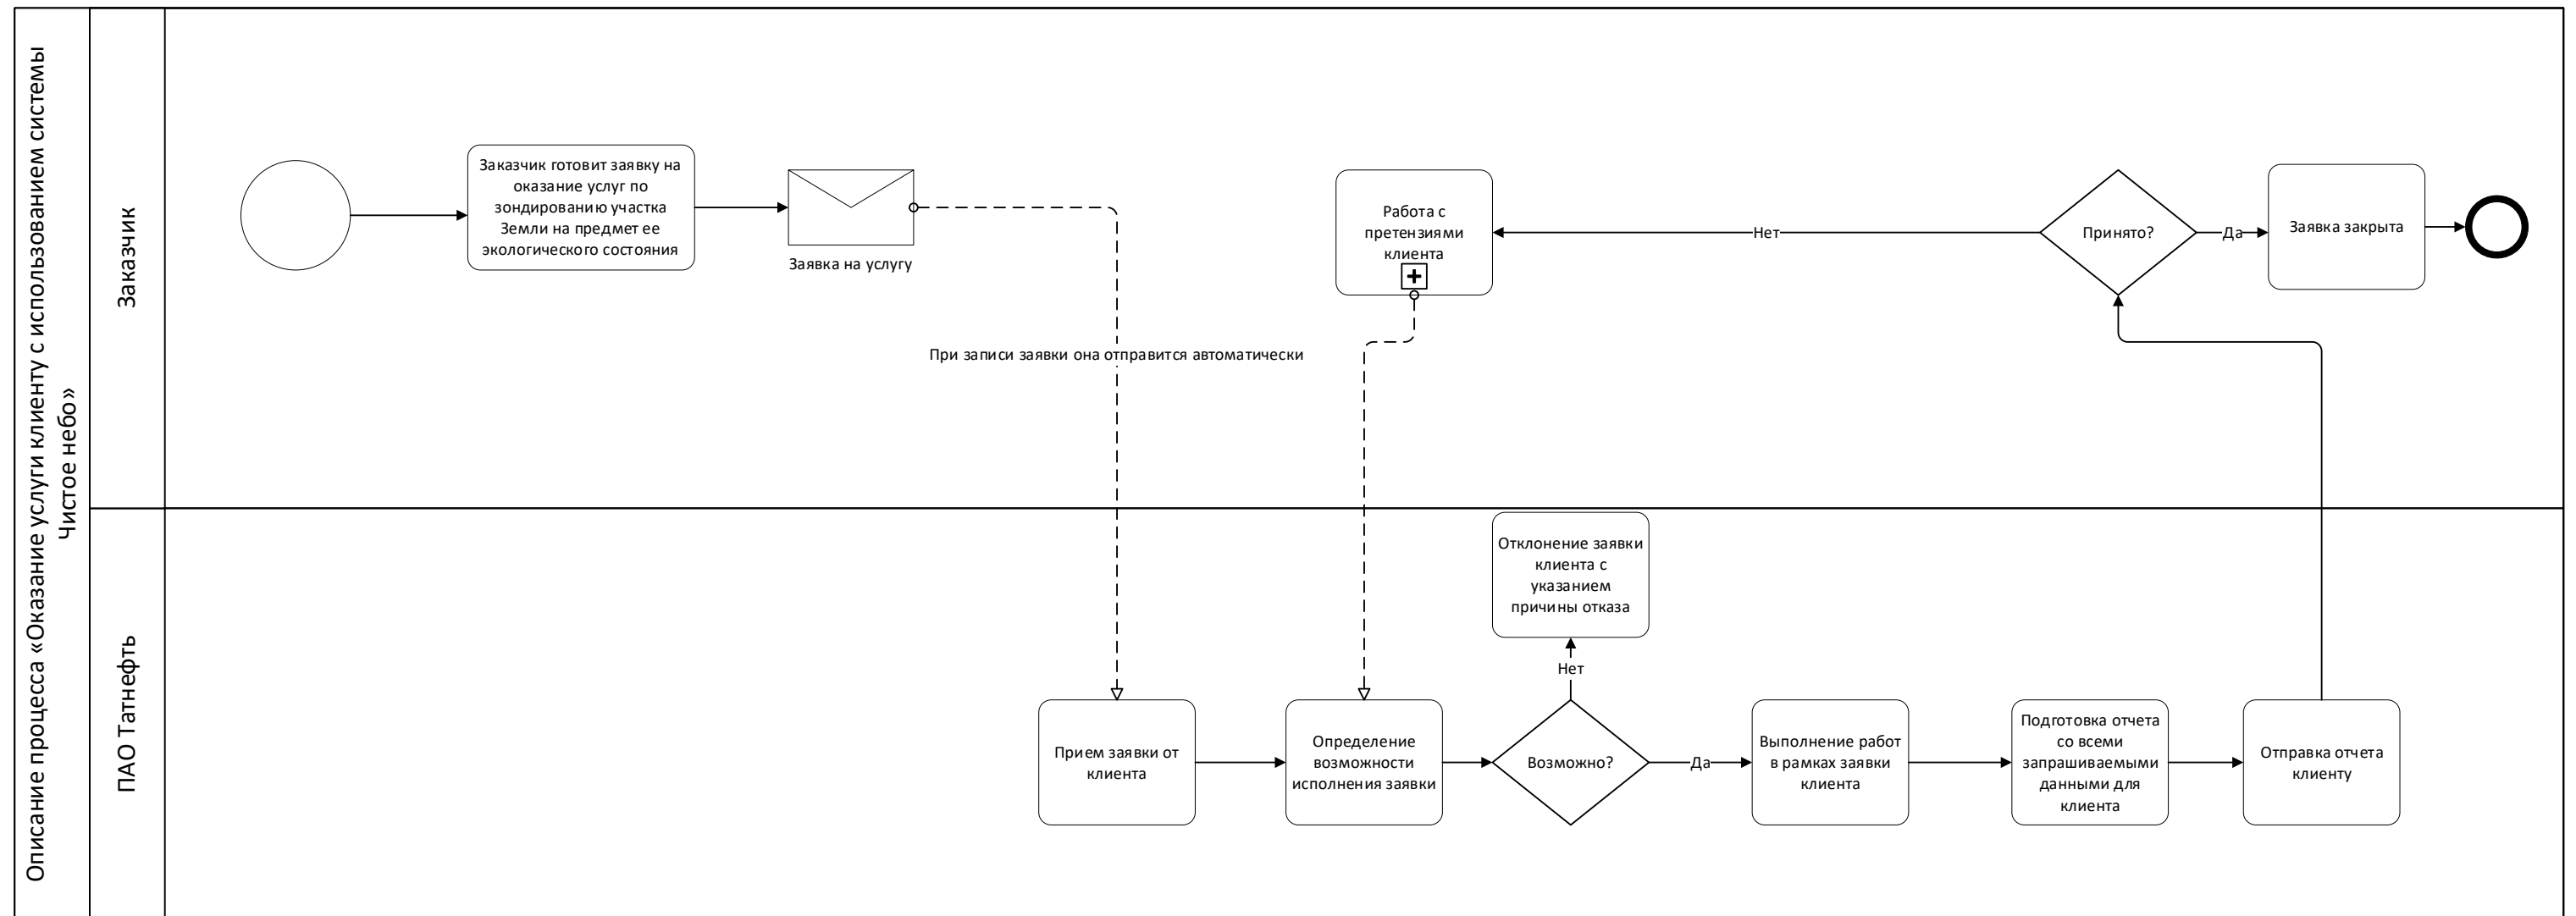 Описание процесса «Оказание услуги клиенту с использованием системы
Чистое небо»
Заказчик
Заказчик готовит заявку на
оказание услуг по
зондированию участка
Земли на предмет ее
экологического состояния
Заявка на услугу
При записи заявки она отправится автоматически
Работа с
претензиями
клиента
Нет
Принято?
Да
Заявка закрыта
ПАО Татнефть
Прием заявки от
клиента
Определение
возможности
исполнения заявки
Возможно?
Нет
Отклонение заявки
клиента с
указанием
причины отказа
Да
Выполнение работ
в рамках заявки
клиента
Подготовка отчета
со всеми
запрашиваемыми
данными для
клиента
Отправка отчета
клиенту